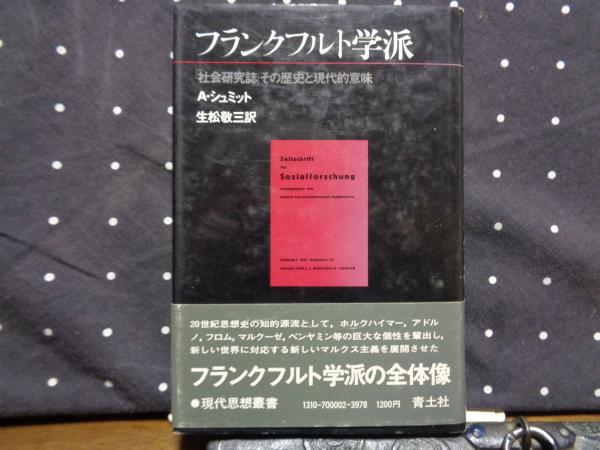 フランクフルト学派
「社会研究誌」その歴史と現代的意味
A・シュミット
生松敬三訳
Zeitschrift
für
Sozialforschung
20世紀思想史の知的源流として，ホルクハイマー，アドル
ノ，フロム，マルクーゼ，ベンヤミン等の巨大な個性を輩出し，
新しい世界に対応する新しいマルクス主義を展開させた
フランクフルト学派の全体像
●現代思想叢書
1310-700002-3978 1200円
青土社